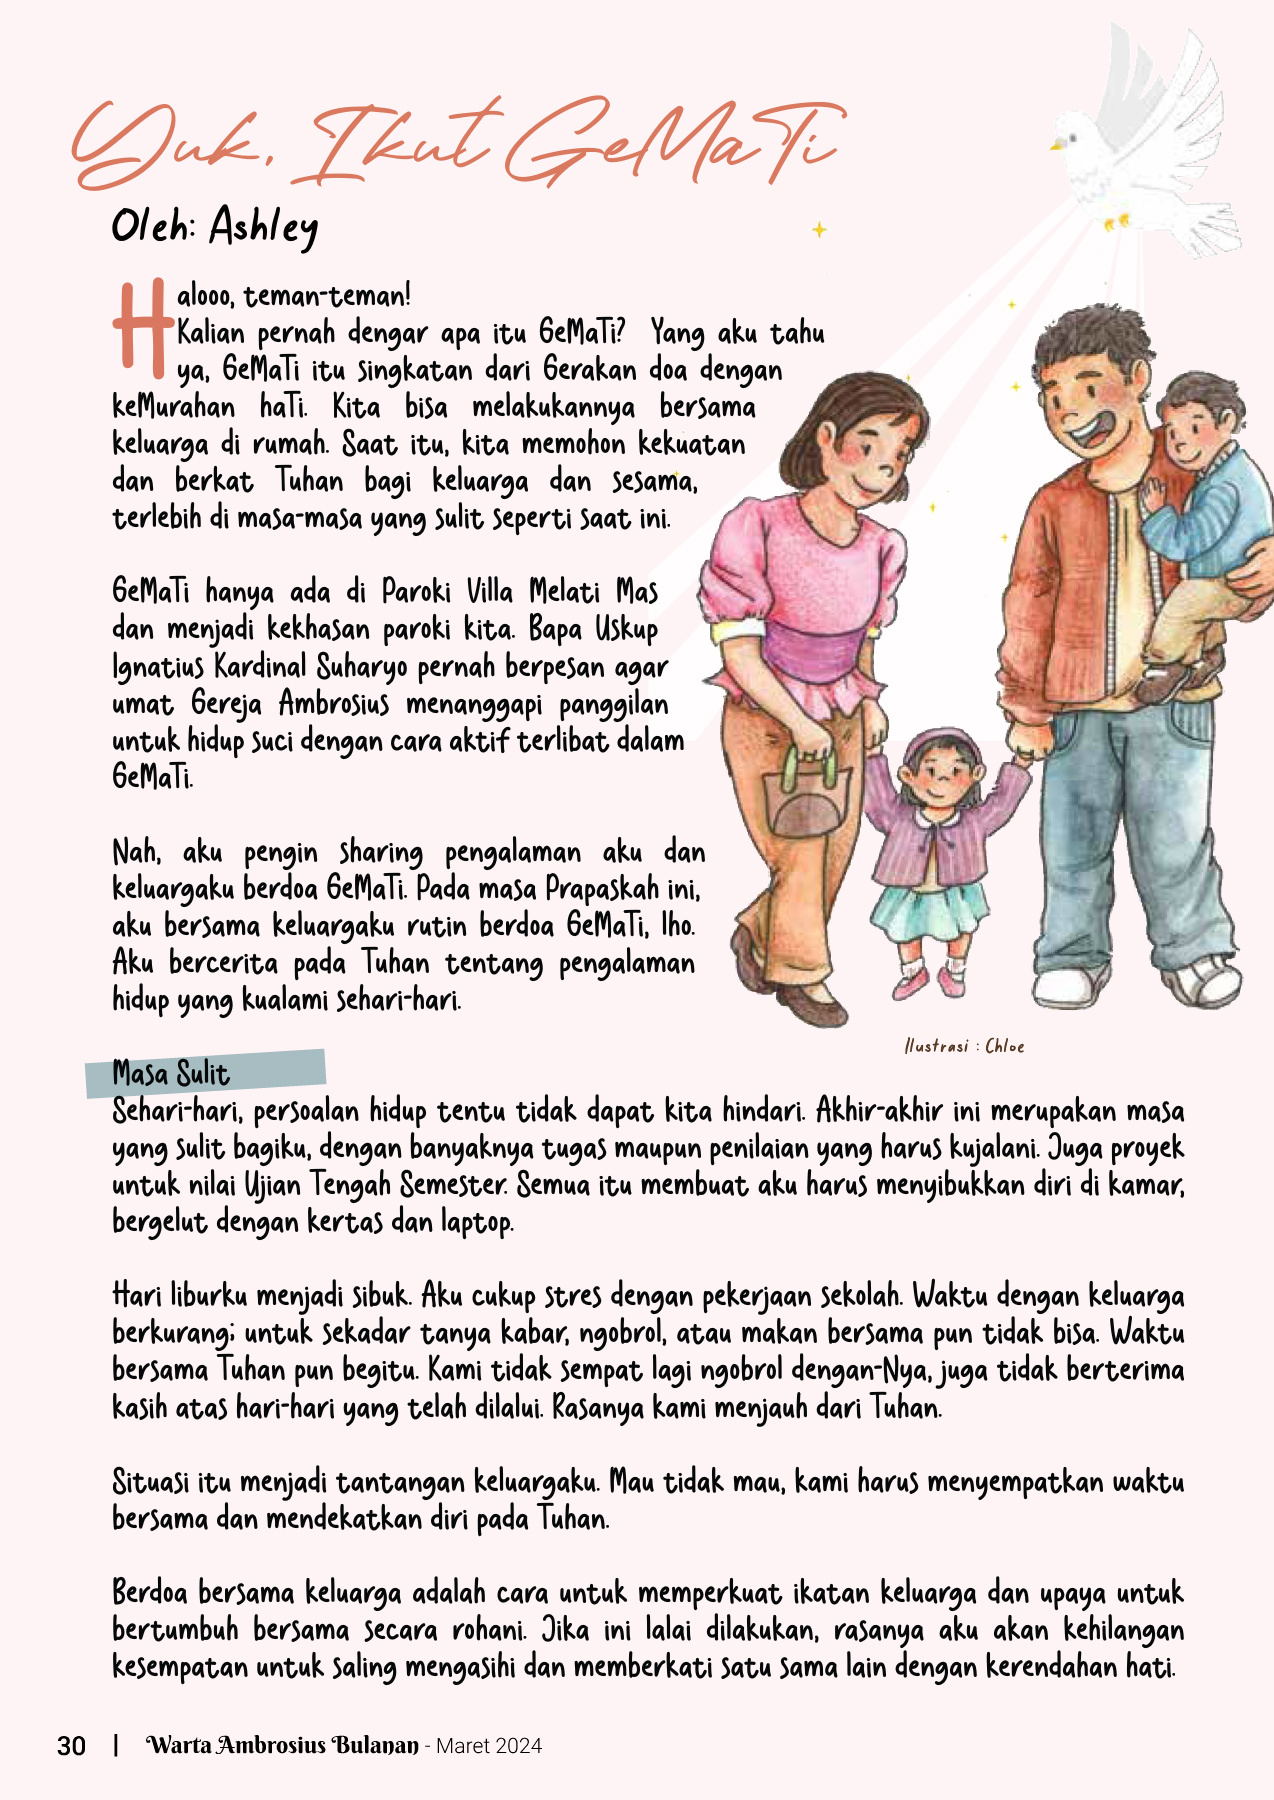 Yuk, Ikut GeMaTi
Oleh: Ashley
Halooo, teman-teman!
Kalian pernah dengar apa itu GeMaTi? Yang aku tahu
ya, GeMaTi itu singkatan dari Gerakan doa dengan
keMurahan haTi. Kita bisa melakukannya bersama
keluarga di rumah. Saat itu, kita memohon kekuatan
dan berkat Tuhan bagi keluarga dan sesama,
terlebih di masa-masa yang sulit seperti saat ini.
GeMaTi hanya ada di Paroki Villa Melati Mas
dan menjadi kekhasan paroki kita. Bapa Uskup
Ignatius Kardinal Suharyo pernah berpesan agar
umat Gereja Ambrosius menanggapi panggilan
untuk hidup suci dengan cara aktif terlibat dalam
GeMaTi.
Nah, aku pengin sharing pengalaman aku dan
keluargaku berdoa GeMaTi. Pada masa Prapaskah ini,
aku bersama keluargaku rutin berdoa GeMaTi, lho.
Aku bercerita pada Tuhan tentang pengalaman
hidup yang kualami sehari-hari.
Ilustrasi : Chloe
Masa Sulit
Sehari-hari, persoalan hidup tentu tidak dapat kita hindari. Akhir-akhir ini merupakan masa
yang sulit bagiku, dengan banyaknya tugas maupun penilaian yang harus kujalani. Juga proyek
untuk nilai Ujian Tengah Semester. Semua itu membuat aku harus menyibukkan diri di kamar,
bergelut dengan kertas dan laptop.
Hari liburku menjadi sibuk. Aku cukup stres dengan pekerjaan sekolah. Waktu dengan keluarga
berkurang; untuk sekadar tanya kabar, ngobrol, atau makan bersama pun tidak bisa. Waktu
bersama Tuhan pun begitu. Kami tidak sempat lagi ngobrol dengan-Nya, juga tidak berterima
kasih atas hari-hari yang telah dilalui. Rasanya kami menjauh dari Tuhan.
Situasi itu menjadi tantangan keluargaku. Mau tidak mau, kami harus menyempatkan waktu
bersama dan mendekatkan diri pada Tuhan.
Berdoa bersama keluarga adalah cara untuk memperkuat ikatan keluarga dan upaya untuk
bertumbuh bersama secara rohani. Jika ini lalai dilakukan, rasanya aku akan kehilangan
kesempatan untuk saling mengasihi dan memberkati satu sama lain dengan kerendahan hati.
30 | Warta Ambrosius Bulanan - Maret 2024